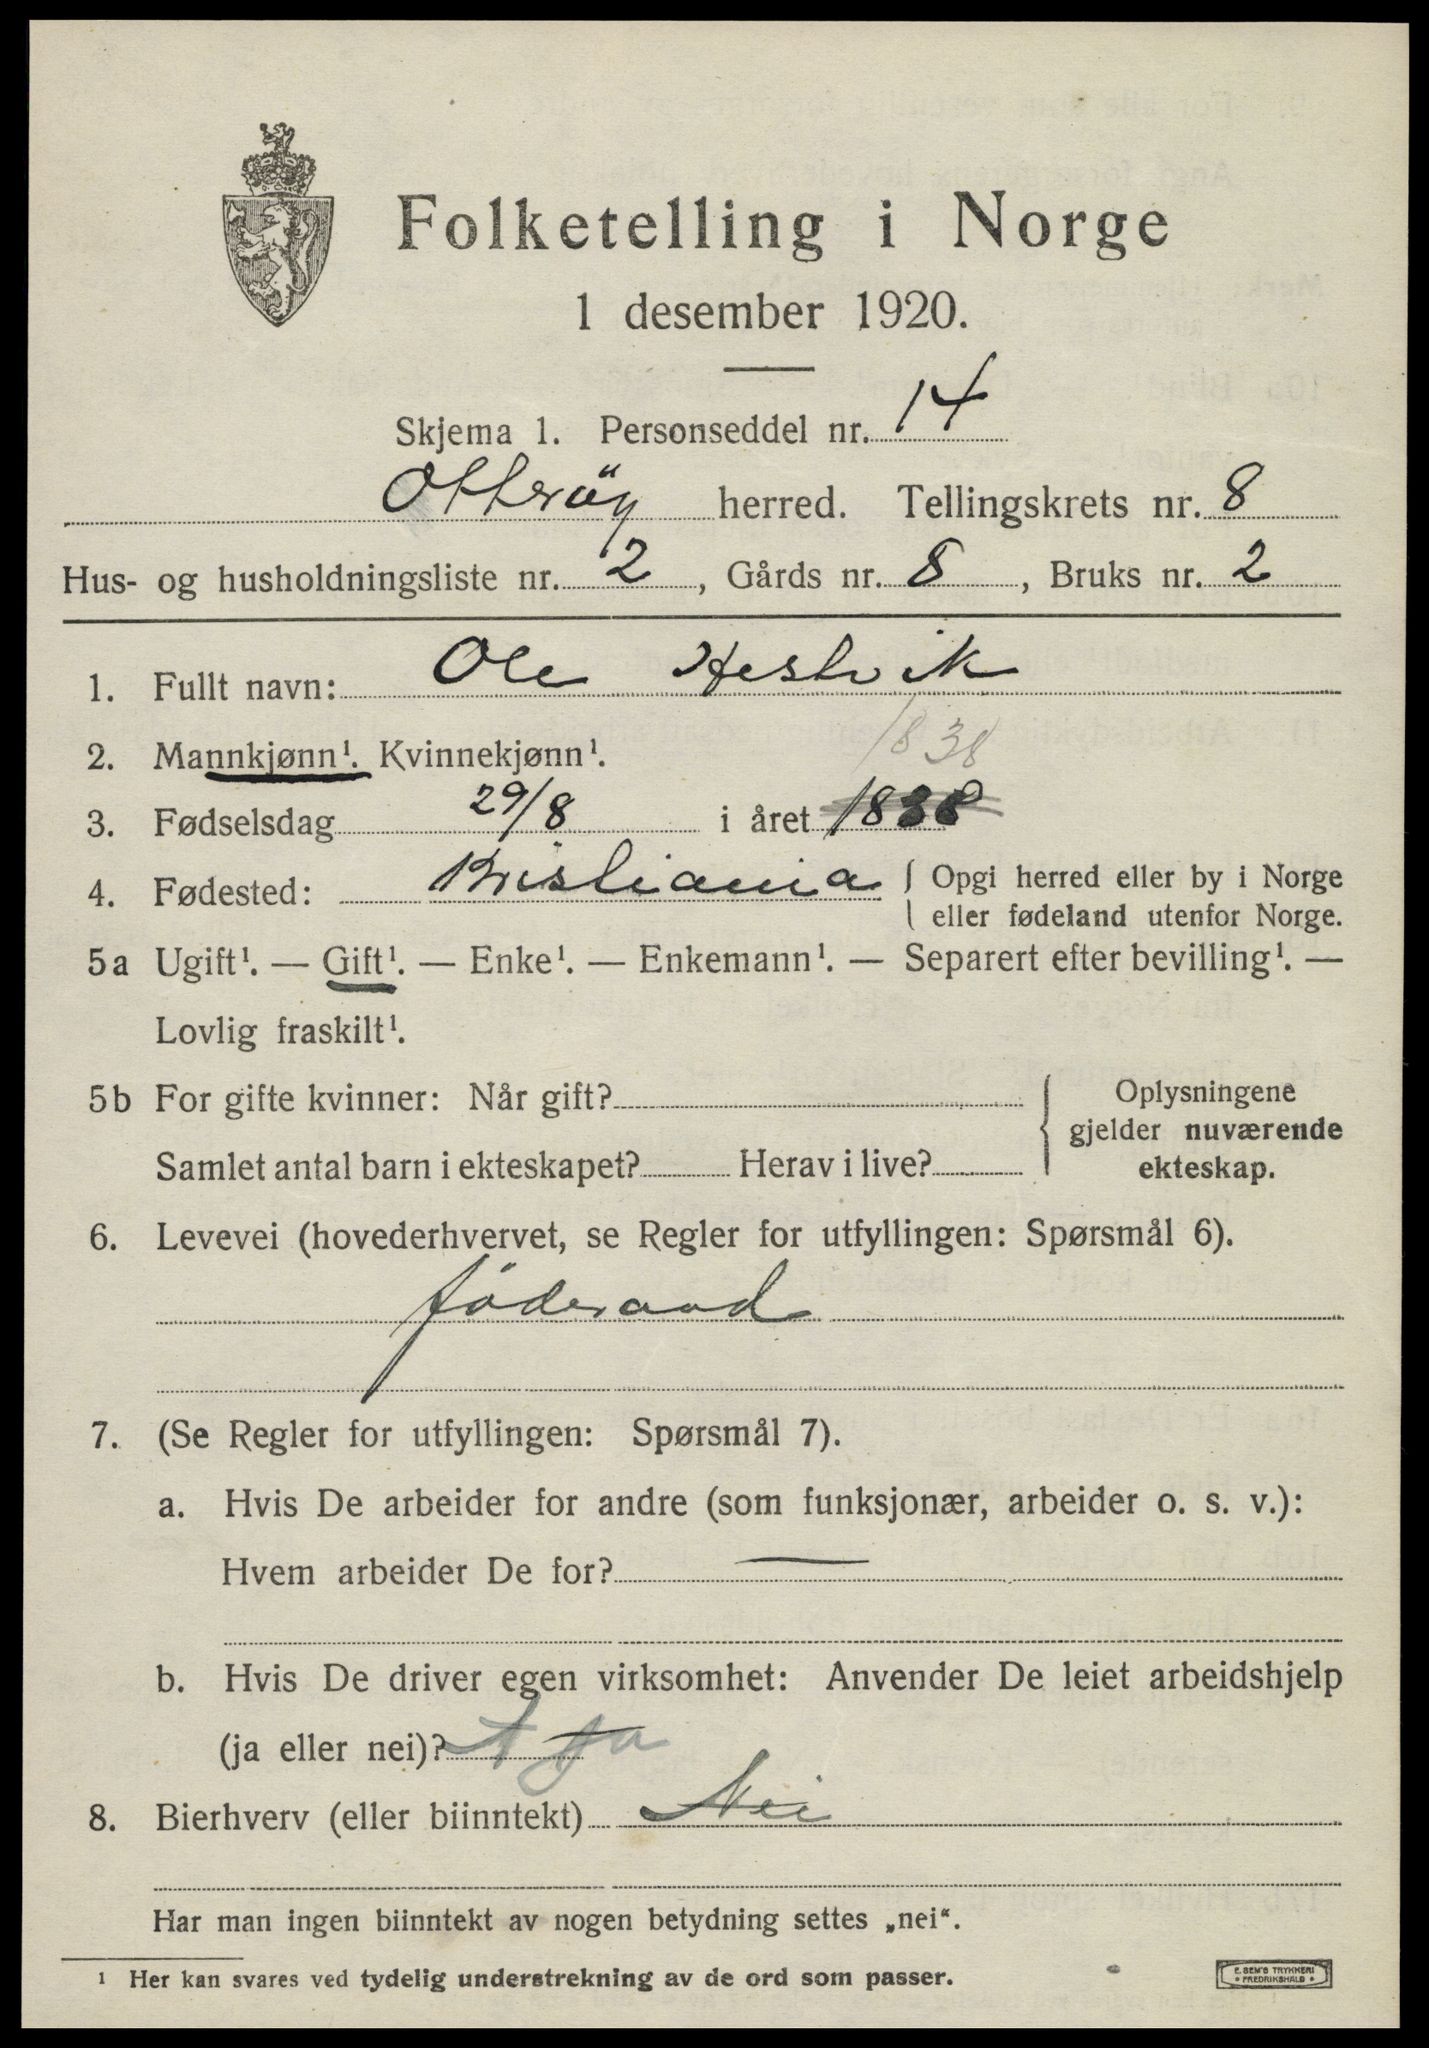 Folketelling i Norge
1 desember 1920.
Skjema 1. Personseddel nr. 14
Otterøy herred. Tellingskrets nr. 8
Hus- og husholdningsliste nr. 2, Gårds nr. 8, Bruks nr. 2
1. Fullt navn: Ole Hestvik
2. Mannkjønn¹. Kvinnekjønn¹. 1838
3. Fødselsdag 29/8 i året 1838
4. Fødested: Kristiania { Opgi herred eller by i Norge
eller fødeland utenfor Norge.
5a Ugift¹. — Gift¹. — Enke¹. — Enkemann¹. — Separert efter bevilling¹. —
Lovlig fraskilt¹.
5b For gifte kvinner: Når gift? Oplysningene
gjelder nuværende
Samlet antal barn i ekteskapet? Herav i live? ekteskap.
6. Levevei (hovederhvervet, se Regler for utfyllingen: Spørsmål 6).
föderaad
7. (Se Regler for utfyllingen: Spørsmål 7).
a. Hvis De arbeider for andre (som funksjonær, arbeider o. s. v.):
Hvem arbeider De for? —
b. Hvis De driver egen virksomhet: Anvender De leiet arbeidshjelp
(ja eller nei)?
8. Bierhverv (eller biinntekt) Nei
Har man ingen biinntekt av nogen betydning settes „nei“.
¹ Her kan svares ved tydelig understrekning av de ord som passer.
E. SEM'S TRYKKERI
• FREDRIKSHALD •